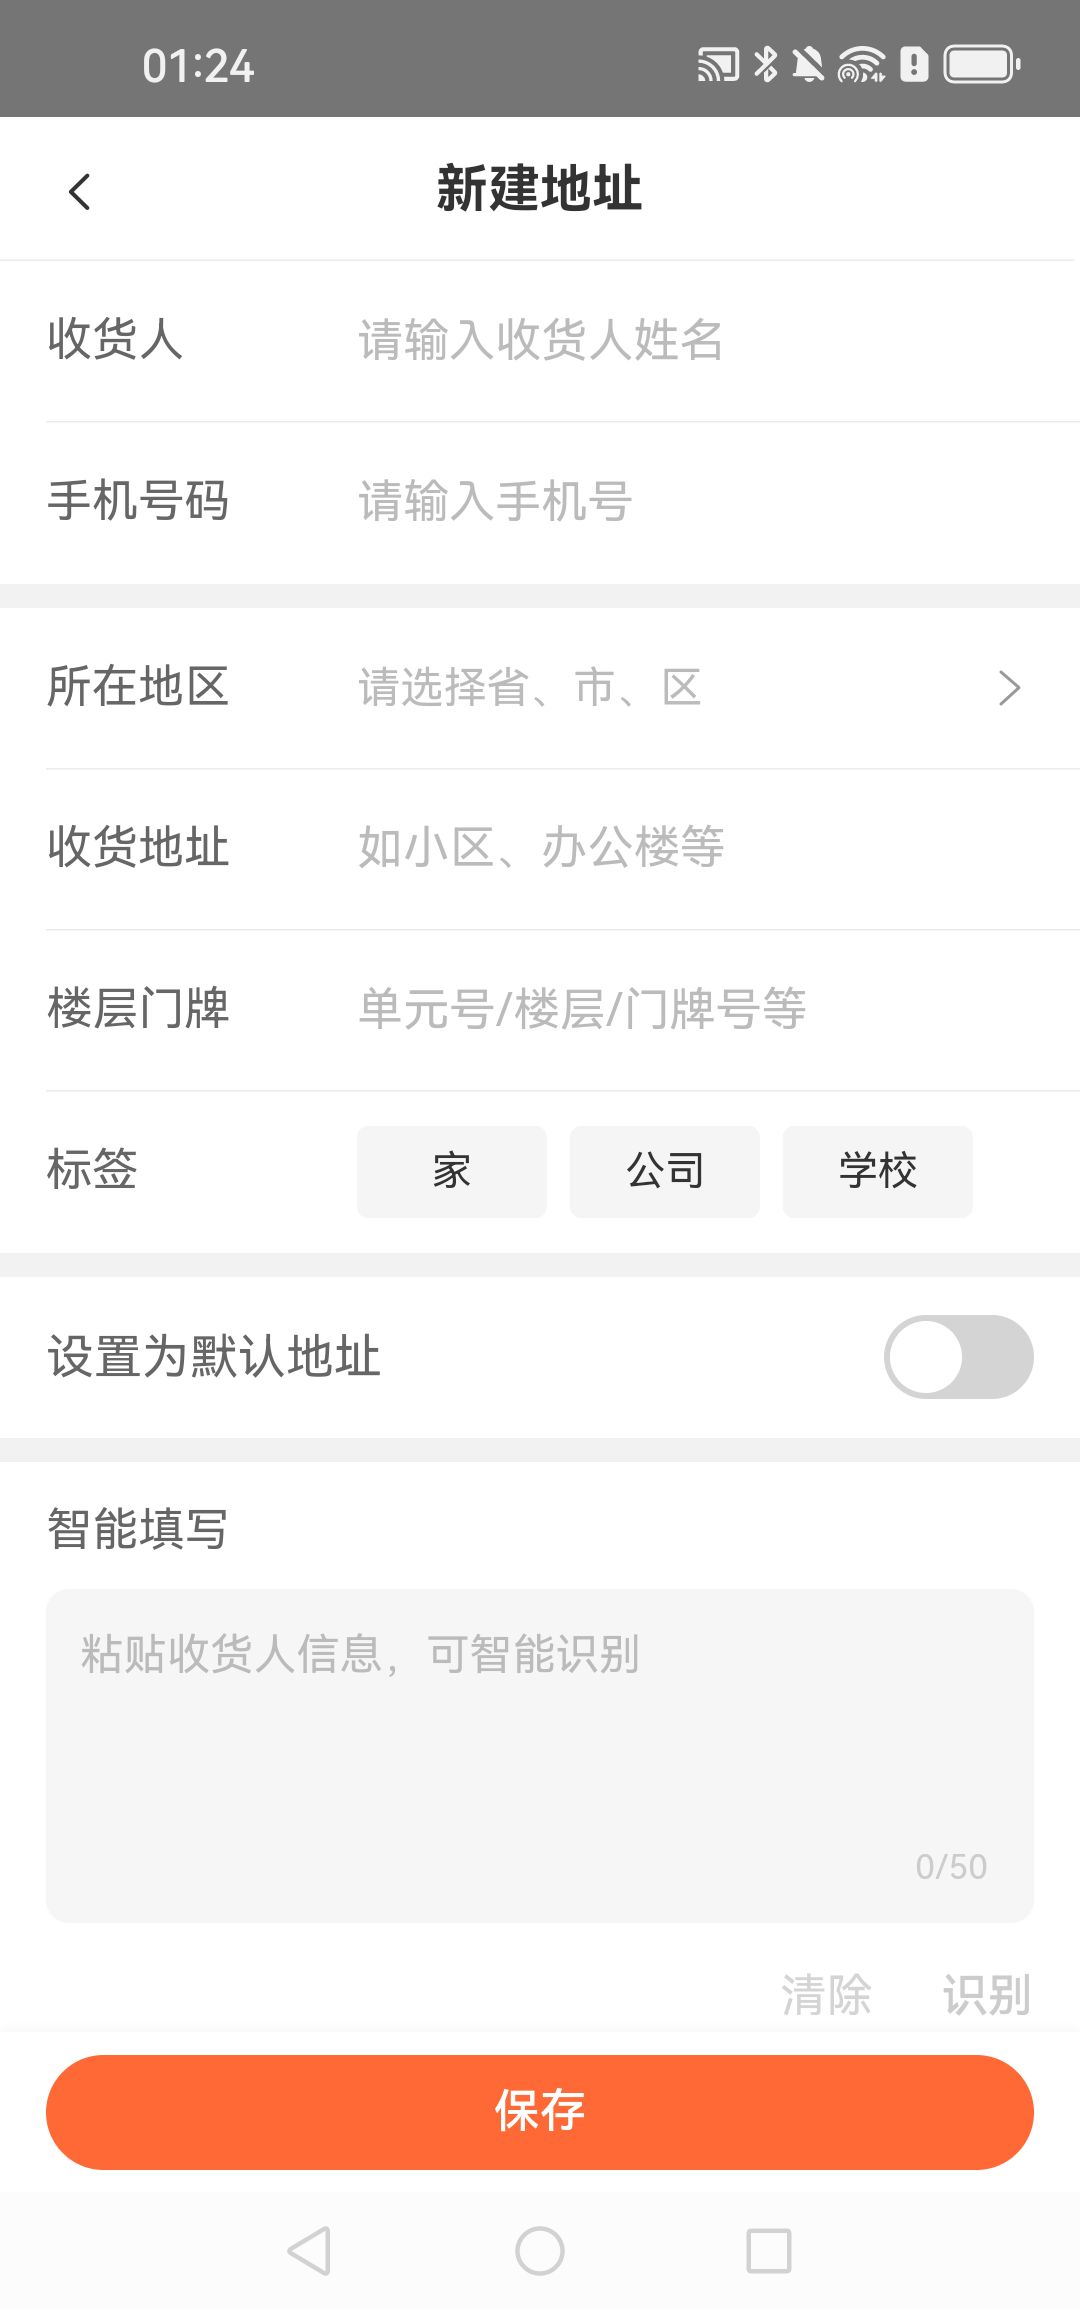 01:24
新建地址
收货人 请输入收货人姓名
手机号码 请输入手机号
所在地区 请选择省、市、区
收货地址 如小区、办公楼等
楼层门牌 单元号/楼层/门牌号等
标签 家 公司 学校
设置为默认地址
智能填写
粘贴收货人信息，可智能识别
0/50
清除 识别
保存